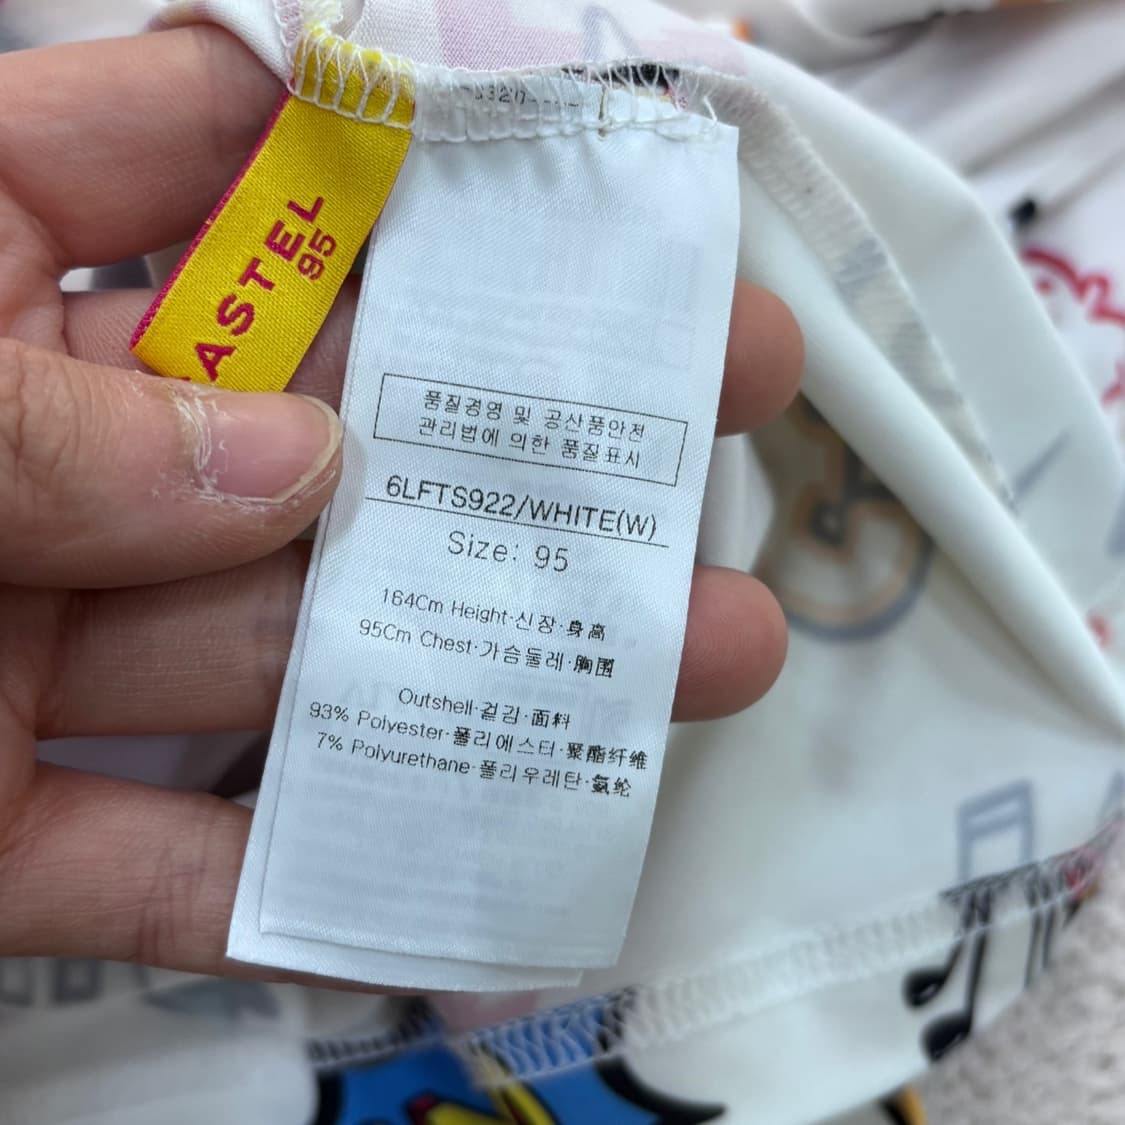 ASTEL
95
품질경영 및 공산품안전
관리법에 의한 품질표시
6LFTS922/WHITE(W)
Size: 95
164Cm Height·신장·身高
95Cm Chest·가슴둘레·胸围
Outshell·겉감·面料
93% Polyester·폴리에스터·聚酯纤维
7% Polyurethane·폴리우레탄·氨纶